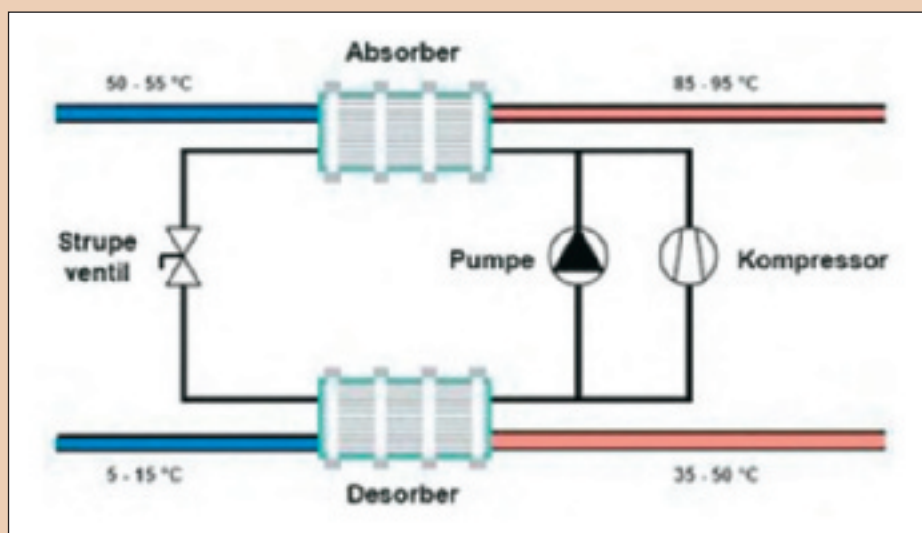 Absorber
50 - 55 °C
85 - 95 °C
Strupe
ventil
Pumpe
Kompressor
5 - 15 °C
Desorber
35 - 50 °C